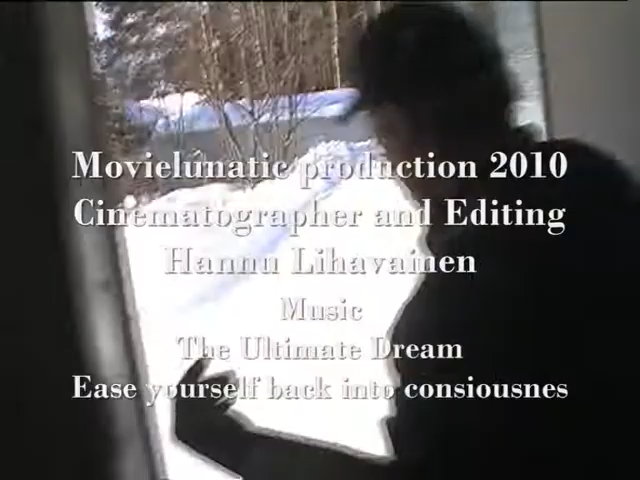 Movielunatic production 2010
Cinematographer and Editing
Hannu Lihavainen
Music
The Ultimate Dream
Ease yourself back into consiousnes